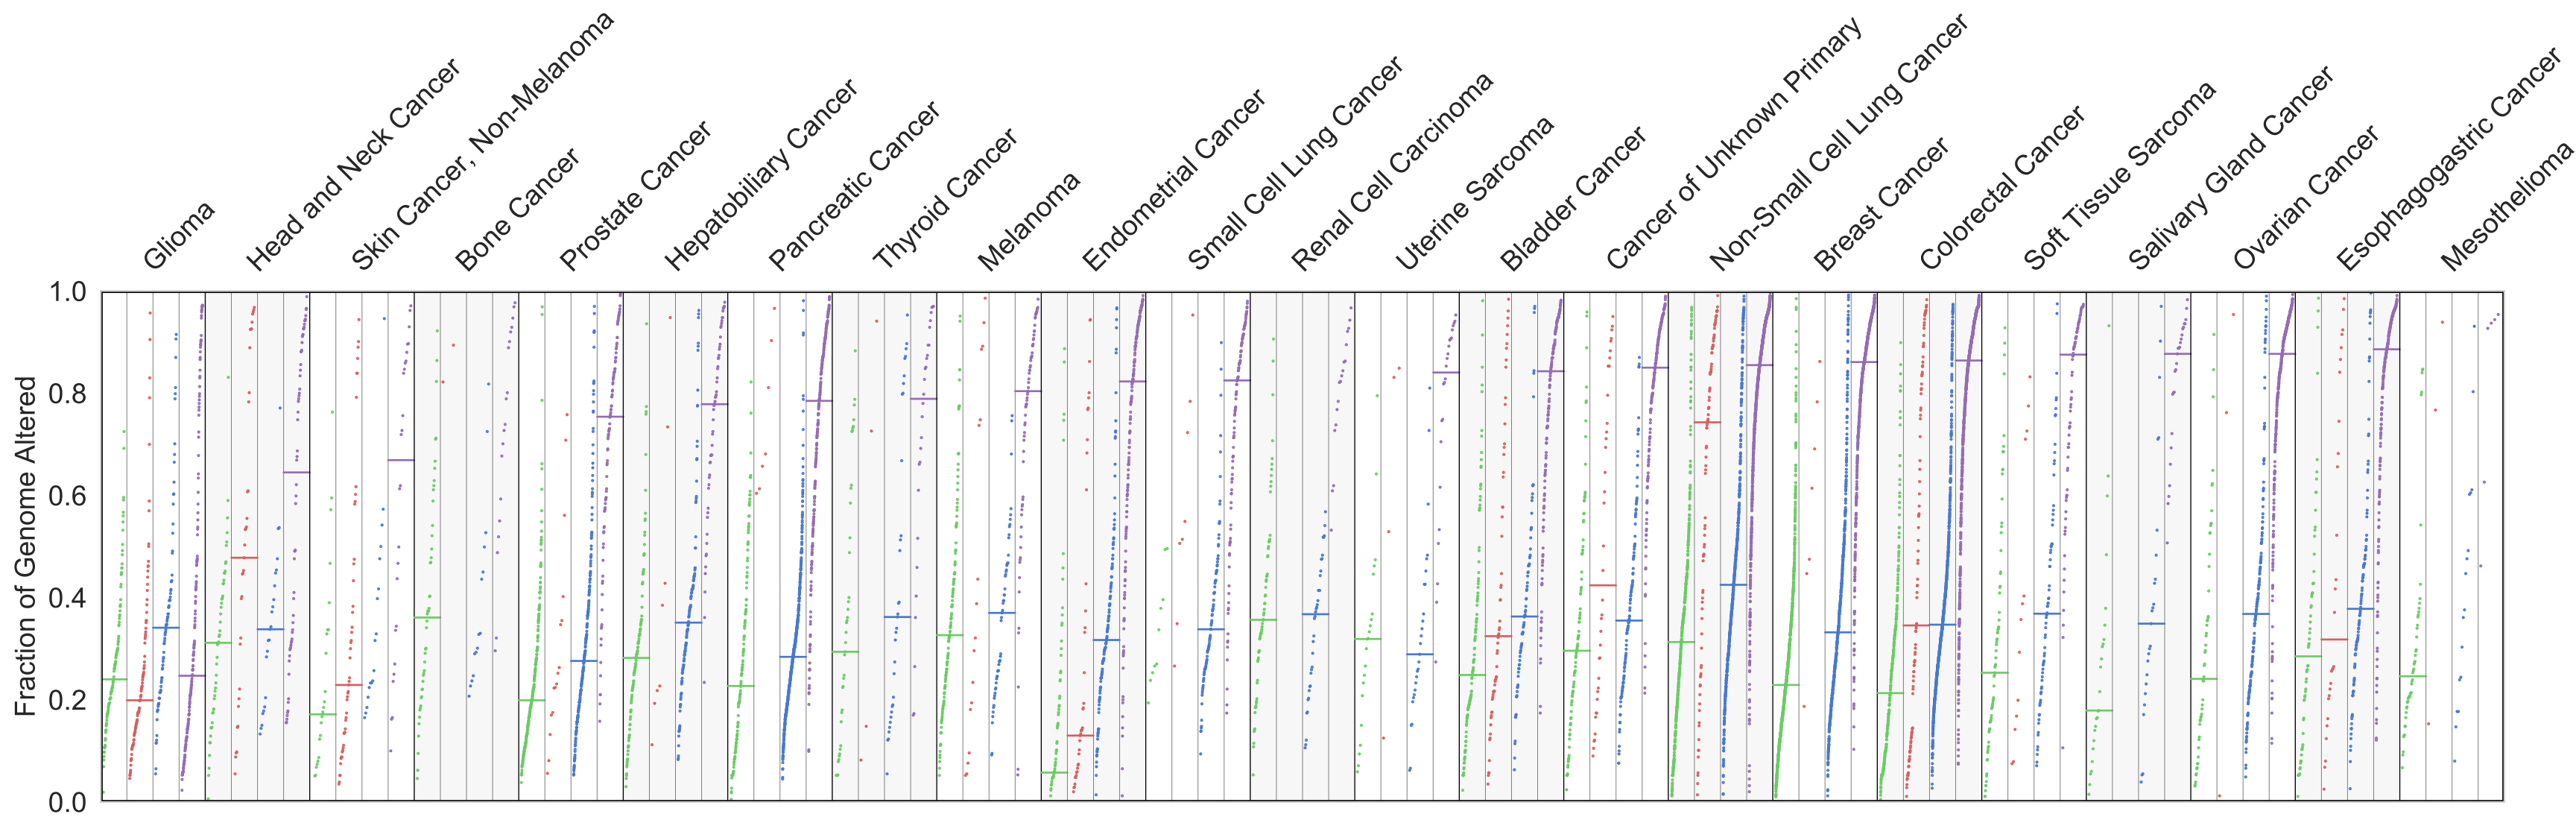 Glioma
Head and Neck Cancer
Skin Cancer, Non-Melanoma
Bone Cancer
Prostate Cancer
Hepatobiliary Cancer
Pancreatic Cancer
Thyroid Cancer
Melanoma
Endometrial Cancer
Small Cell Lung Cancer
Renal Cell Carcinoma
Uterine Sarcoma
Bladder Cancer
Cancer of Unknown Primary
Non-Small Cell Lung Cancer
Breast Cancer
Colorectal Cancer
Soft Tissue Sarcoma
Salivary Gland Cancer
Ovarian Cancer
Esophagogastric Cancer
Mesothelioma
Fraction of Genome Altered
1.0
0.8
0.6
0.4
0.2
0.0